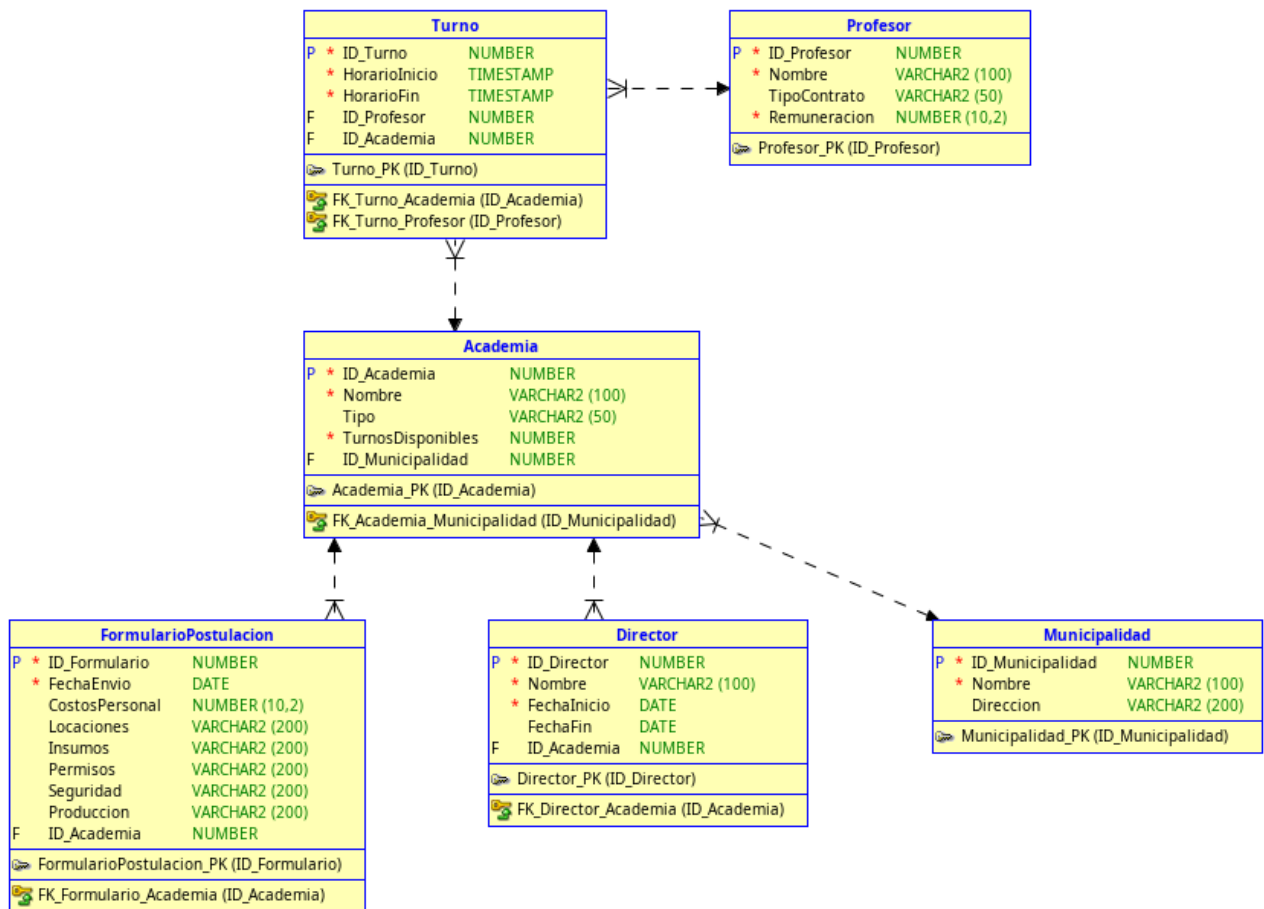 Turno
P * ID_Turno NUMBER
* HorarioInicio TIMESTAMP
* HorarioFin TIMESTAMP
F ID_Profesor NUMBER
F ID_Academia NUMBER
Turno_PK (ID_Turno)
FK_Turno_Academia (ID_Academia)
FK_Turno_Profesor (ID_Profesor)
Profesor
P * ID_Profesor NUMBER
* Nombre VARCHAR2 (100)
TipoContrato VARCHAR2 (50)
* Remuneracion NUMBER (10,2)
Profesor_PK (ID_Profesor)
Academia
P * ID_Academia NUMBER
* Nombre VARCHAR2 (100)
Tipo VARCHAR2 (50)
* TurnosDisponibles NUMBER
F ID_Municipalidad NUMBER
Academia_PK (ID_Academia)
FK_Academia_Municipalidad (ID_Municipalidad)
FormularioPostulacion
P * ID_Formulario NUMBER
* FechaEnvio DATE
CostosPersonal NUMBER (10,2)
Locaciones VARCHAR2 (200)
Insumos VARCHAR2 (200)
Permisos VARCHAR2 (200)
Seguridad VARCHAR2 (200)
Produccion VARCHAR2 (200)
F ID_Academia NUMBER
FormularioPostulacion_PK (ID_Formulario)
FK_Formulario_Academia (ID_Academia)
Director
P * ID_Director NUMBER
* Nombre VARCHAR2 (100)
* FechaInicio DATE
FechaFin DATE
F ID_Academia NUMBER
Director_PK (ID_Director)
FK_Director_Academia (ID_Academia)
Municipalidad
P * ID_Municipalidad NUMBER
* Nombre VARCHAR2 (100)
Direccion VARCHAR2 (200)
Municipalidad_PK (ID_Municipalidad)